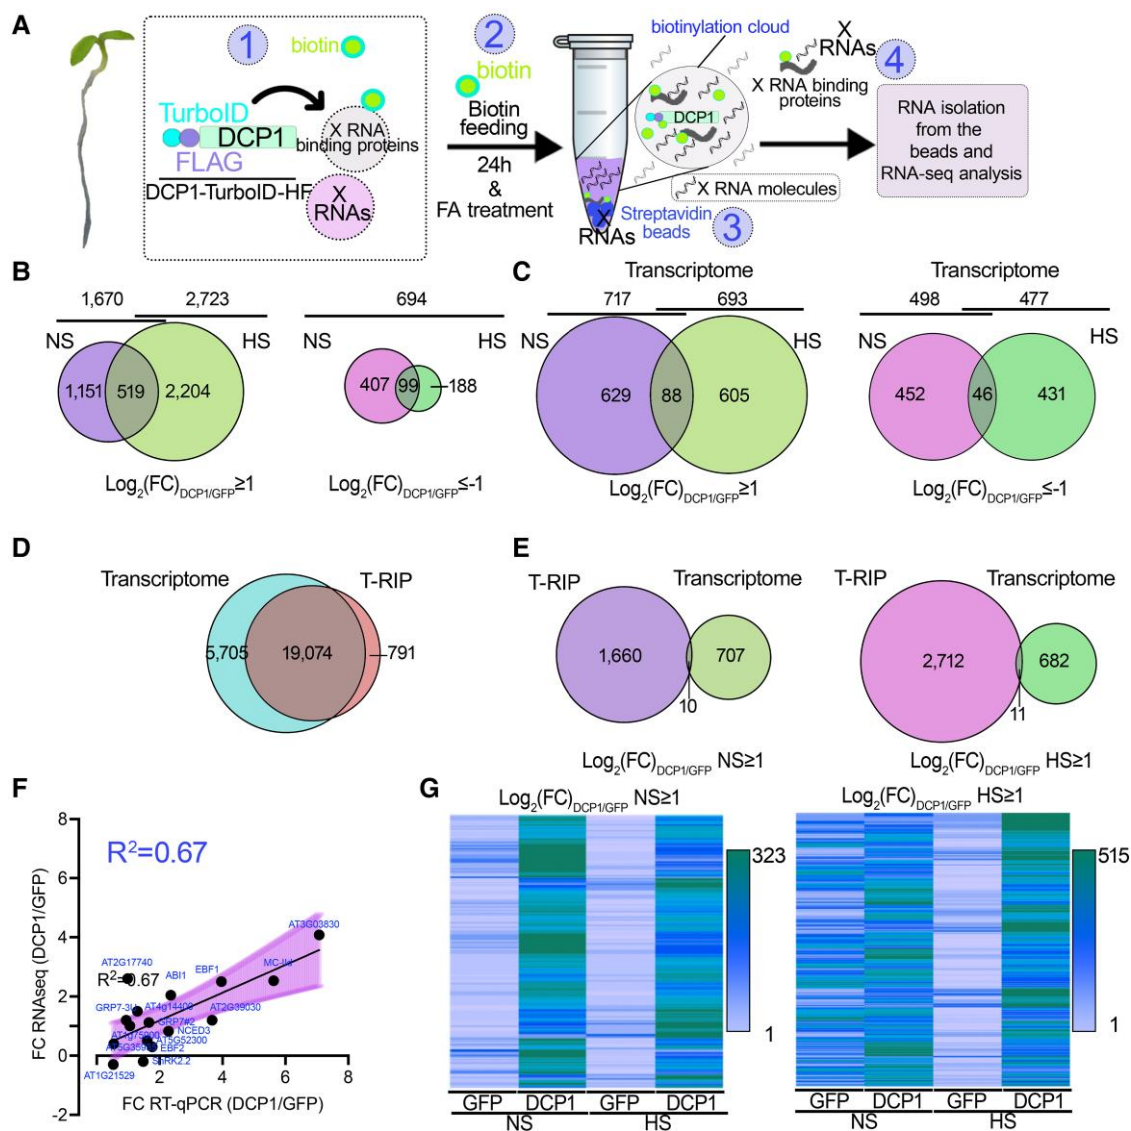 A
1
biotin
TurboID
DCP1
FLAG
DCP1-TurboID-HF
X RNA
binding proteins
X
RNAs
2
biotin
Biotin
feeding
24h
&
FA treatment
biotinylation cloud
DCP1
X RNA molecules
X
RNAs
Streptavidin
beads
3
X
RNAs
X RNA binding
proteins
4
RNA isolation
from the
beads and
RNA-seq analysis
B
1,670
2,723
NS
HS
1,151
519
2,204
Log2(FC)DCP1/GFP≥1
694
NS
HS
407
99
188
Log2(FC)DCP1/GFP≤-1
C
Transcriptome
717
693
NS
HS
629
88
605
Log2(FC)DCP1/GFP≥1
Transcriptome
498
477
NS
HS
452
46
431
Log2(FC)DCP1/GFP≤-1
D
Transcriptome
T-RIP
5,705
19,074
791
E
T-RIP
Transcriptome
1,660
707
10
Log2(FC)DCP1/GFP NS≥1
T-RIP
Transcriptome
2,712
682
11
Log2(FC)DCP1/GFP HS≥1
F
FC RNAseq (DCP1/GFP)
8
6
4
2
0
-2
R²=0.67
AT3G03830
AT2G17740
R²=0.67
ABI1
EBF1
GRP7-3U
AT4g14400
AT2G39030
GRP7#2
NCED3
AT1g75900
AT5G52300
EBF2
SnRK2.2
AT1G21529
2
4
6
8
FC RT-qPCR (DCP1/GFP)
G
Log2(FC)DCP1/GFP NS≥1
323
1
GFP
DCP1
GFP
DCP1
NS
HS
Log2(FC)DCP1/GFP HS≥1
515
1
GFP
DCP1
GFP
DCP1
NS
HS